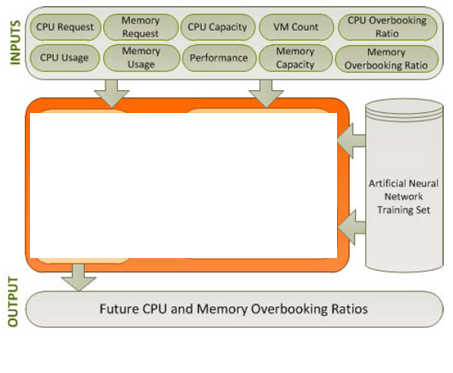 INPUTS
CPU Request
Memory
Request
CPU Capacity
VM Count
CPU Overbooking
Ratio
CPU Usage
Memory
Usage
Performance
Memory
Capacity
Memory
Overbooking Ratio
Artificial Neural
Network
Training Set
OUTPUT
Future CPU and Memory Overbooking Ratios